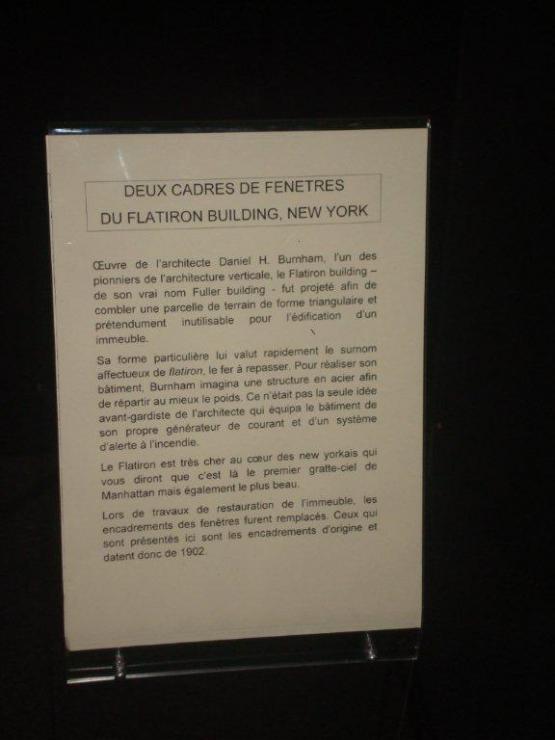 DEUX CADRES DE FENETRES
DU FLATIRON BUILDING, NEW YORK
Œuvre de l'architecte Daniel H. Burnham, l'un des
pionniers de l'architecture verticale, le Flatiron building –
de son vrai nom Fuller building - fut projeté afin de
combler une parcelle de terrain de forme triangulaire et
prétendument inutilisable pour l'édification d'un
immeuble.
Sa forme particulière lui valut rapidement le surnom
affectueux de flatiron, le fer à repasser. Pour réaliser son
bâtiment, Burnham imagina une structure en acier afin
de répartir au mieux le poids. Ce n'était pas la seule idée
avant-gardiste de l'architecte qui équipa le bâtiment de
son propre générateur de courant et d'un système
d'alerte à l'incendie.
Le Flatiron est très cher au cœur des new yorkais qui
vous diront que c'est là le premier gratte-ciel de
Manhattan mais également le plus beau.
Lors de travaux de restauration de l'immeuble, les
encadrements des fenêtres furent remplacés. Ceux qui
sont présentés ici sont les encadrements d'origine et
datent donc de 1902.